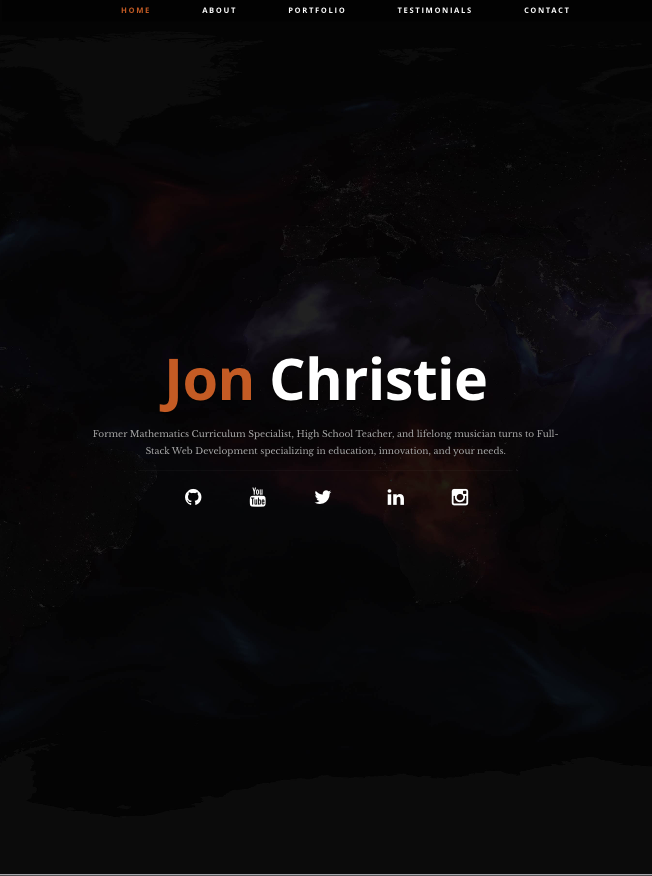 HOME ABOUT PORTFOLIO TESTIMONIALS CONTACT
Jon Christie
Former Mathematics Curriculum Specialist, High School Teacher, and lifelong musician turns to Full-
Stack Web Development specializing in education, innovation, and your needs.
You
Tube
in